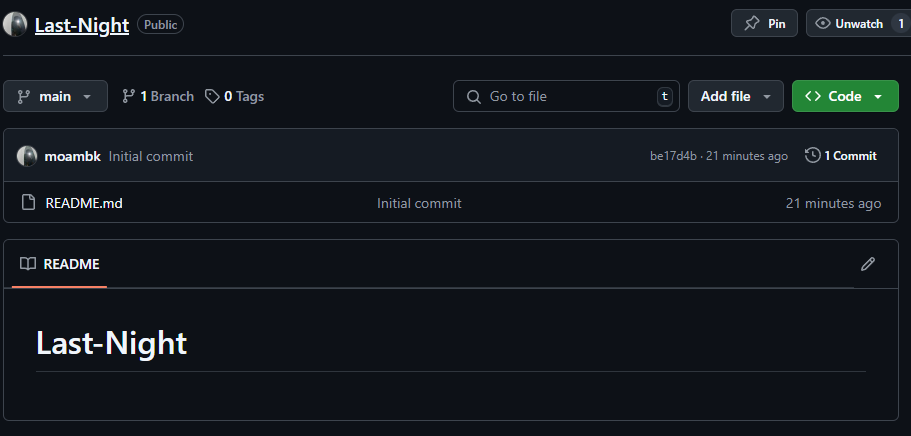 Last-Night Public Pin Unwatch 1
main 1 Branch 0 Tags Go to file t Add file Code
moambk Initial commit be17d4b · 21 minutes ago 1 Commit
README.md Initial commit 21 minutes ago
README
Last-Night